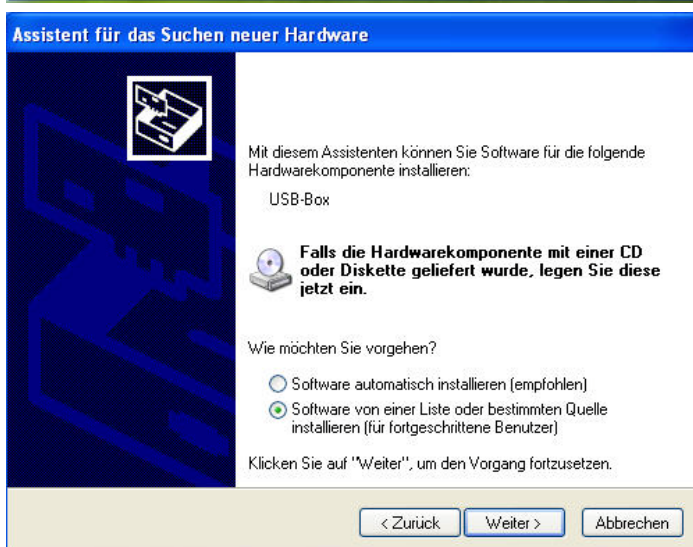 Assistent für das Suchen neuer Hardware
Mit diesem Assistenten können Sie Software für die folgende
Hardwarekomponente installieren:
USB-Box
Falls die Hardwarekomponente mit einer CD
oder Diskette geliefert wurde, legen Sie diese
jetzt ein.
Wie möchten Sie vorgehen?
Software automatisch installieren (empfohlen)
Software von einer Liste oder bestimmten Quelle
installieren (für fortgeschrittene Benutzer)
Klicken Sie auf "Weiter", um den Vorgang fortzusetzen.
< Zurück Weiter > Abbrechen